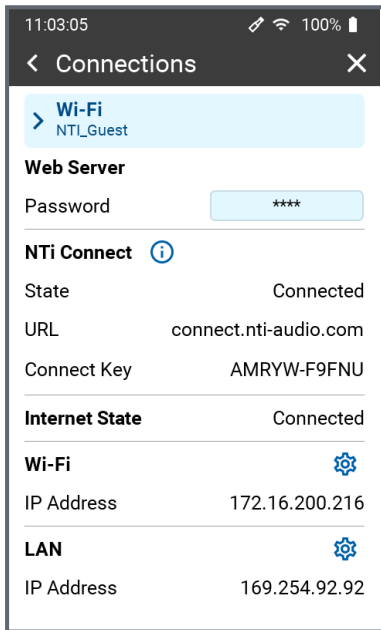 11:03:05 100%
Connections
Wi-Fi
NTI_Guest
Web Server
Password ****
NTi Connect
State Connected
URL connect.nti-audio.com
Connect Key AMRYW-F9FNU
Internet State Connected
Wi-Fi
IP Address 172.16.200.216
LAN
IP Address 169.254.92.92